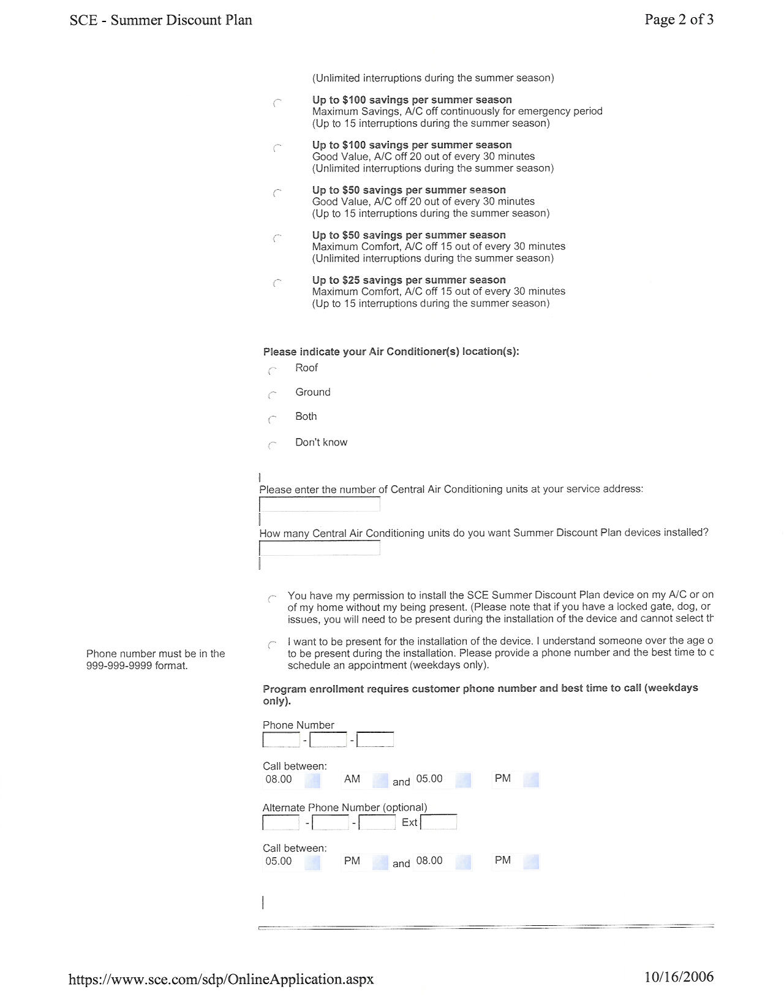 SCE - Summer Discount Plan
Page 2 of 3
(Unlimited interruptions during the summer season)
Up to $100 savings per summer season
Maximum Savings, A/C off continuously for emergency period
(Up to 15 interruptions during the summer season)
Up to $100 savings per summer season
Good Value, A/C off 20 out of every 30 minutes
(Unlimited interruptions during the summer season)
Up to $50 savings per summer season
Good Value, A/C off 20 out of every 30 minutes
(Up to 15 interruptions during the summer season)
Up to $50 savings per summer season
Maximum Comfort, A/C off 15 out of every 30 minutes
(Unlimited interruptions during the summer season)
Up to $25 savings per summer season
Maximum Comfort, A/C off 15 out of every 30 minutes
(Up to 15 interruptions during the summer season)
Please indicate your Air Conditioner(s) location(s):
Roof
Ground
Both
Don't know
Please enter the number of Central Air Conditioning units at your service address:
How many Central Air Conditioning units do you want Summer Discount Plan devices installed?
You have my permission to install the SCE Summer Discount Plan device on my A/C or on
of my home without my being present. (Please note that if you have a locked gate, dog, or
issues, you will need to be present during the installation of the device and cannot select
I want to be present for the installation of the device. I understand someone over the age o
to be present during the installation. Please provide a phone number and the best time to
schedule an appointment (weekdays only).
Phone number must be in the
999-999-9999 format.
Program enrollment requires customer phone number and best time to call (weekdays
only).
Phone Number
- -
Call between:
08.00 AM and 05.00 PM
Alternate Phone Number (optional)
- - Ext
Call between:
05.00 PM and 08.00 PM
https://www.sce.com/sdp/OnlineApplication.aspx
10/16/2006